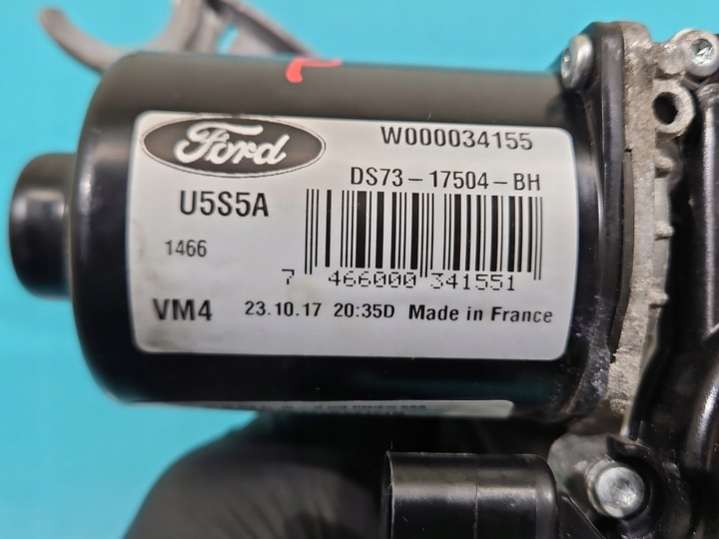 Ford
W000034155
DS73-17504-BH
U5S5A
1466
7 466000 341551
VM4 23.10.17 20:35D Made in France